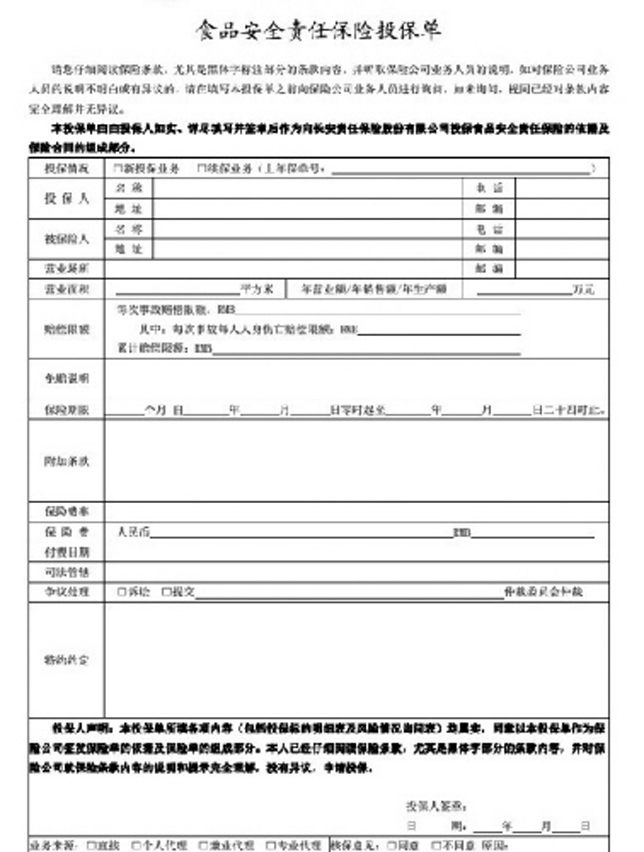 食品安全责任保险投保单
请您仔细阅读保险条款，尤其是黑体字标注部分的条款内容，并听取保险公司业务人员的说明，如对保险公司业务
人员的说明不明白或有异议的，请在填写本投保单之前向保险公司业务人员进行询问，如未询问，视同已经对条款内容
完全理解并无异议。
本投保单由投保人如实、详尽填写并签章后作为向长安责任保险股份有限公司投保食品安全责任保险的依据及
保险合同的组成部分。
投保情况 □新投保业务 □续保业务（上年保单号：）
投保人 名称 电话
地址 邮编
被保险人 名称 电话
地址 邮编
营业场所 邮编
营业面积 平方米 年营业额/年销售额/年生产额 万元
赔偿限额 每次事故赔偿限额：RMB
其中：每次事故每人人身伤亡赔偿限额：RMB
累计赔偿限额：RMB
免赔说明
保险期限 个月 自 年 月 日零时起至 年 月 日二十四时止。
附加条款
保险费率
保险费 人民币 RMB
付费日期
司法管辖
争议处理 □诉讼 □提交 仲裁委员会仲裁
特约约定
投保人声明：本投保单所填各项内容（包括投保标的明细表及风险情况询问表）均属实，同意以本投保单作为保
险公司签发保险单的依据及保险单的组成部分。本人已经仔细阅读保险条款，尤其是黑体字部分的条款内容，并对保
险公司就保险条款内容的说明和提示完全理解，没有异议，申请投保。
投保人签章：
日 期： 年 月 日
业务来源：□直接 □个人代理 □兼业代理 □专业代理 核保意见：□同意 □不同意 原因：